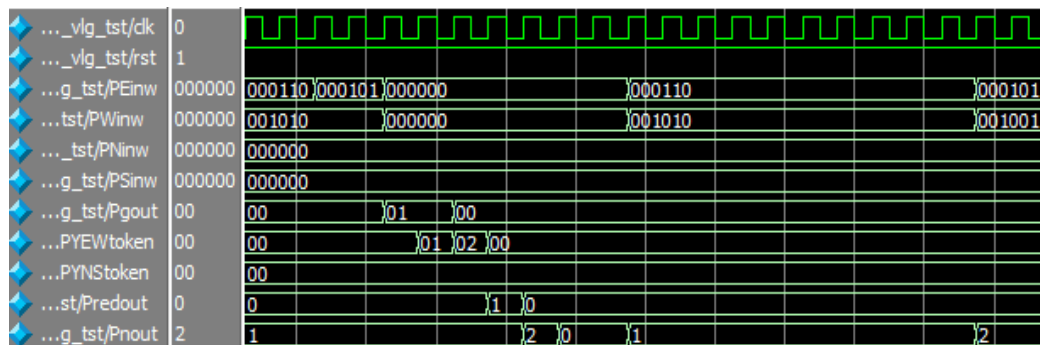 ..._vlg_tst/clk 0
..._vlg_tst/rst 1
...g_tst/PEinw 000000 000110 000101 000000 000110 000101
...tst/PWinw 000000 001010 000000 001010 001001
..._tst/PNinw 000000 000000
...g_tst/PSinw 000000 000000
...g_tst/Pgout 00 00 01 00
...PYEWtoken 00 00 01 02 00
...PYNStoken 00 00
...st/Predout 0 0 1 0
...g_tst/Pnout 2 1 2 0 1 2